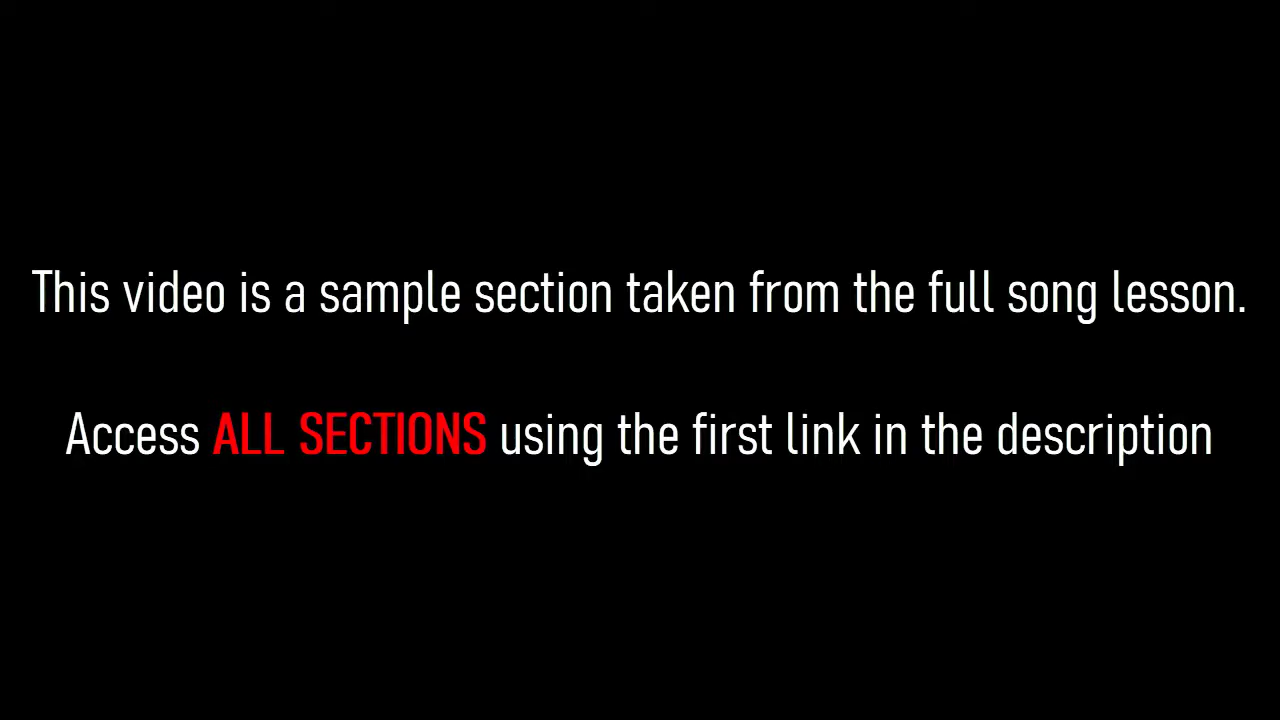 This video is a sample section taken from the full song lesson.
Access ALL SECTIONS using the first link in the description